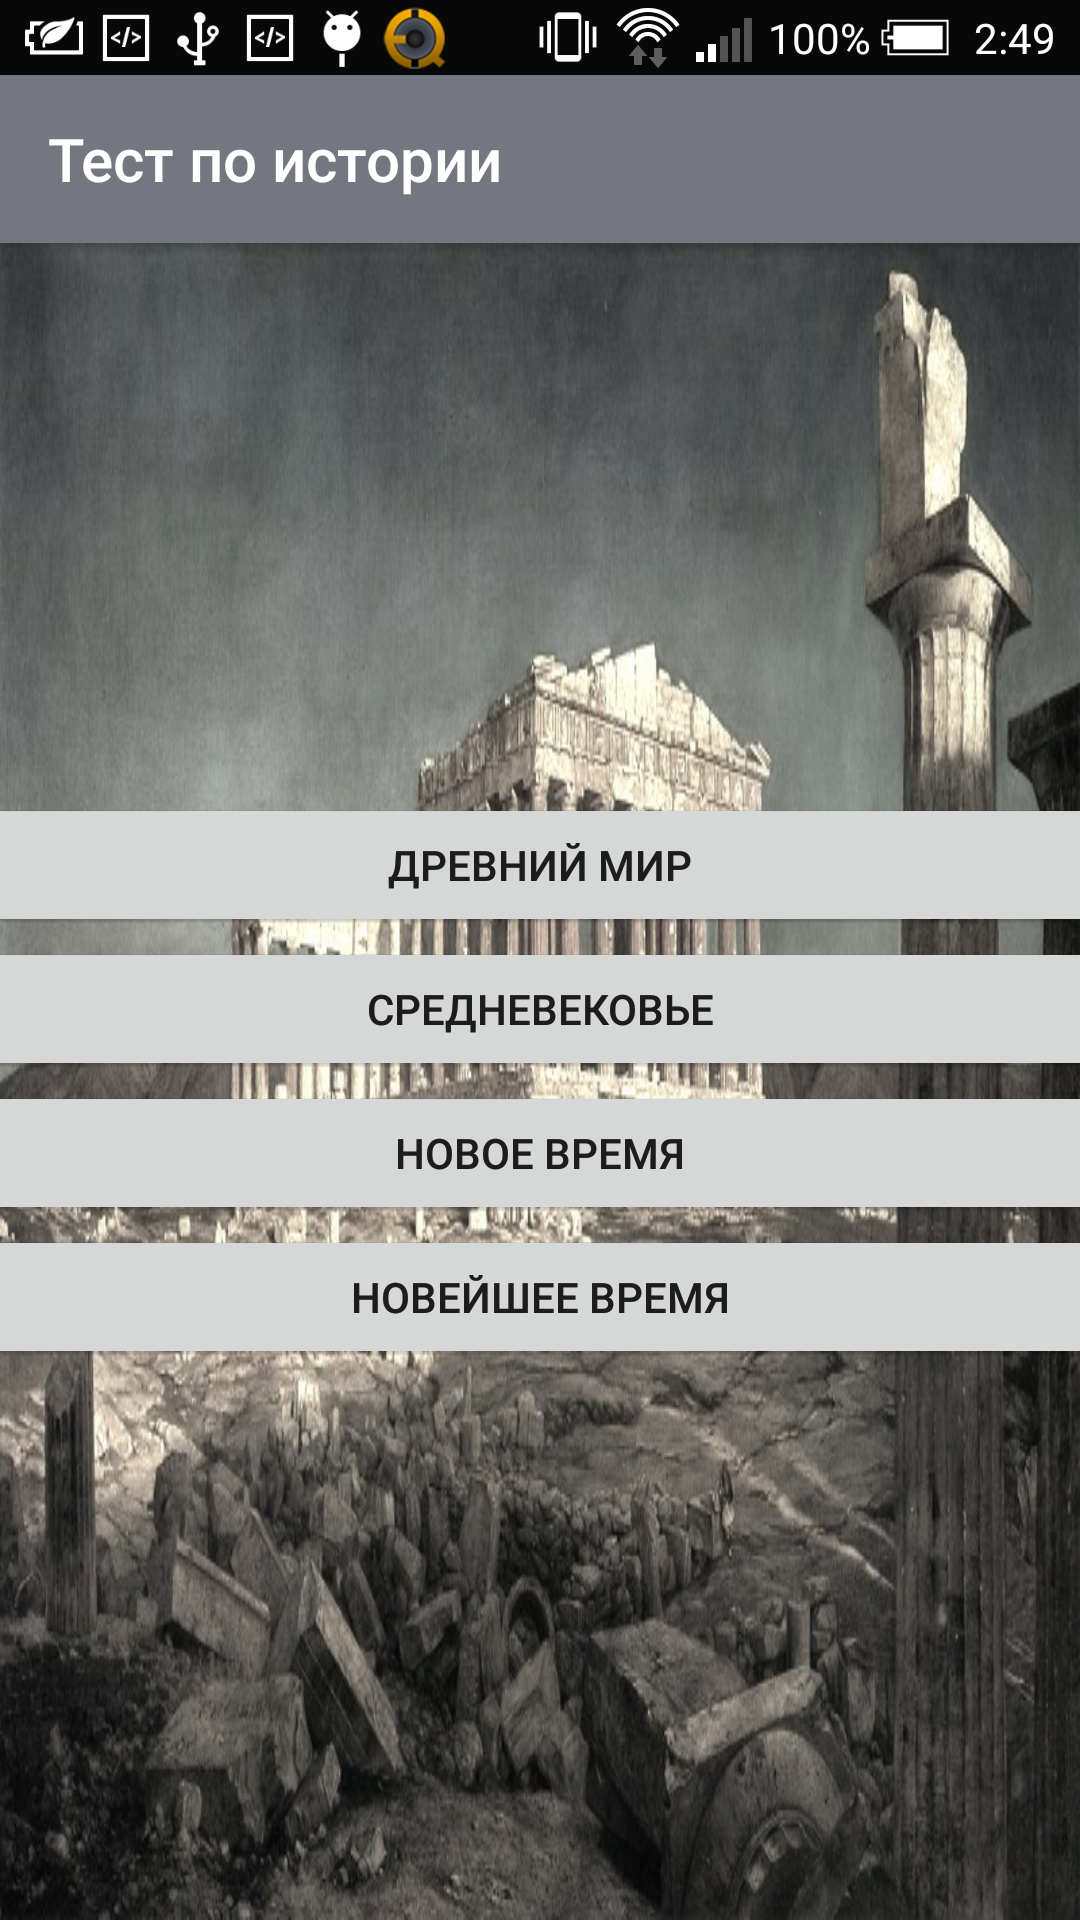 100% 2:49
Тест по истории
ДРЕВНИЙ МИР
СРЕДНЕВЕКОВЬЕ
НОВОЕ ВРЕМЯ
НОВЕЙШЕЕ ВРЕМЯ